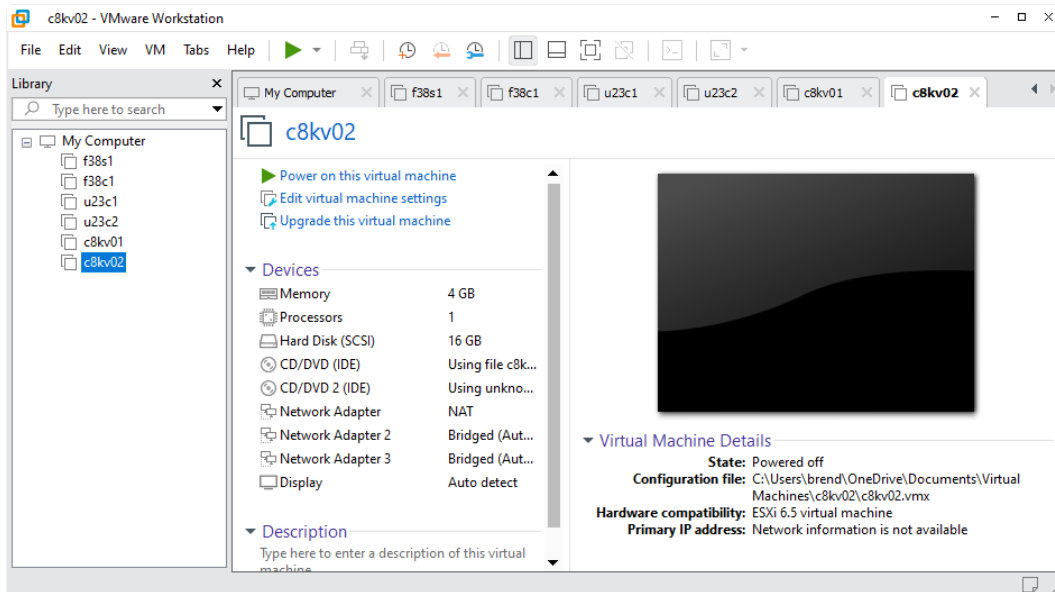 c8kv02 - VMware Workstation
File Edit View VM Tabs Help
Library
Type here to search
My Computer
f38s1
f38c1
u23c1
u23c2
c8kv01
c8kv02
My Computer f38s1 f38c1 u23c1 u23c2 c8kv01 c8kv02
c8kv02
Power on this virtual machine
Edit virtual machine settings
Upgrade this virtual machine
Devices
Memory 4 GB
Processors 1
Hard Disk (SCSI) 16 GB
CD/DVD (IDE) Using file c8k...
CD/DVD 2 (IDE) Using unkno...
Network Adapter NAT
Network Adapter 2 Bridged (Aut...
Network Adapter 3 Bridged (Aut...
Display Auto detect
Description
Type here to enter a description of this virtual
machine
Virtual Machine Details
State: Powered off
Configuration file: C:\Users\brend\OneDrive\Documents\Virtual
Machines\c8kv02\c8kv02.vmx
Hardware compatibility: ESXi 6.5 virtual machine
Primary IP address: Network information is not available